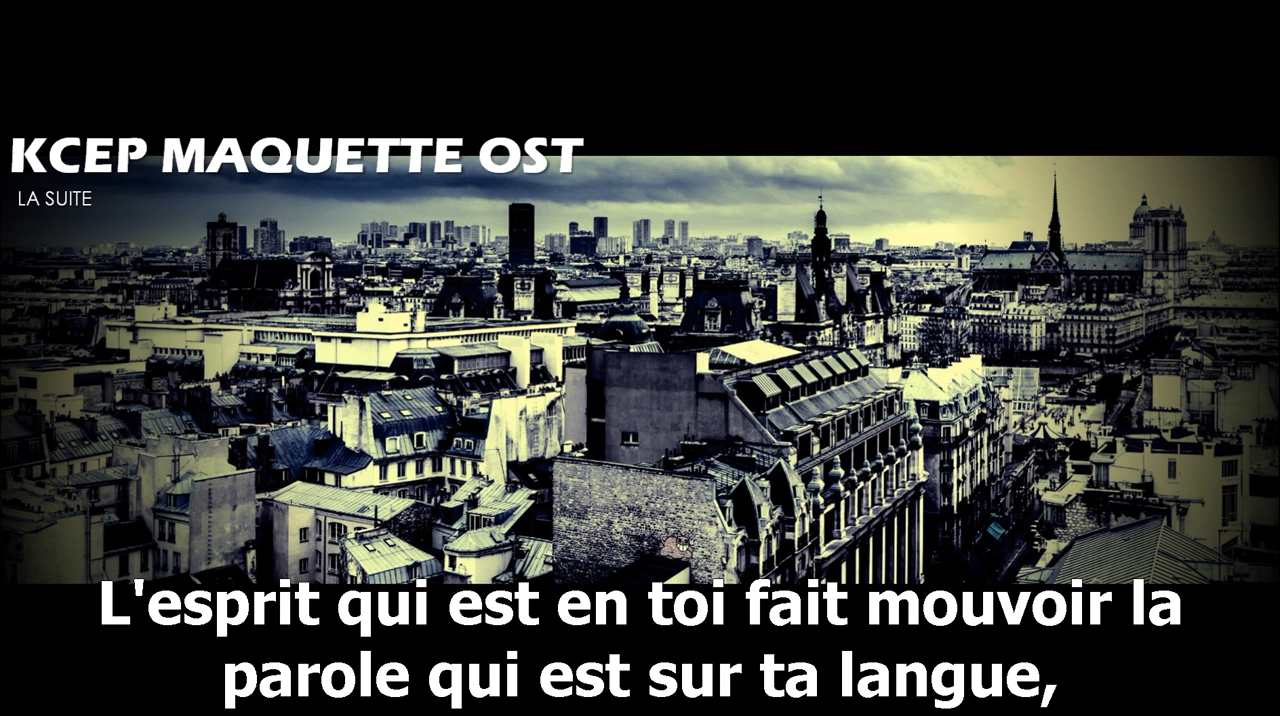 KCEP MAQUETTE OST
LA SUITE
L'esprit qui est en toi fait mouvoir la
parole qui est sur ta langue,